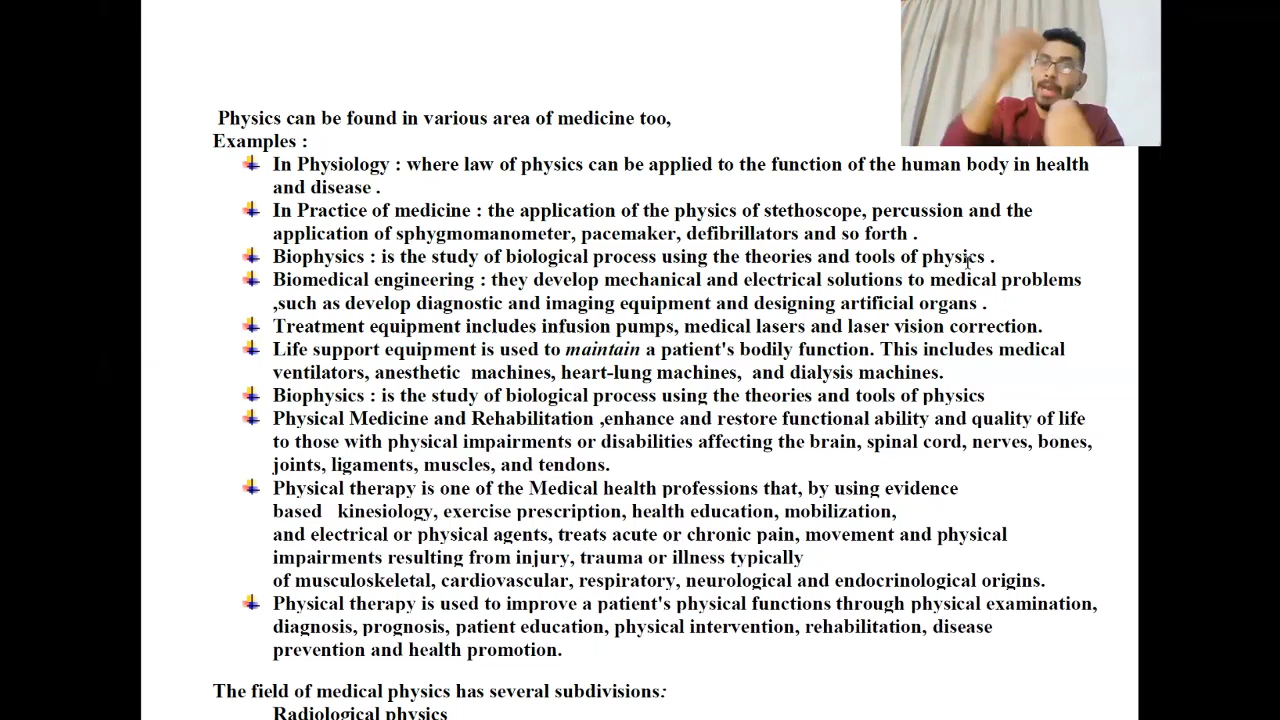 Physics can be found in various area of medicine too,
Examples :
In Physiology : where law of physics can be applied to the function of the human body in health
and disease .
In Practice of medicine : the application of the physics of stethoscope, percussion and the
application of sphygmomanometer, pacemaker, defibrillators and so forth .
Biophysics : is the study of biological process using the theories and tools of physics .
Biomedical engineering : they develop mechanical and electrical solutions to medical problems
,such as develop diagnostic and imaging equipment and designing artificial organs .
Treatment equipment includes infusion pumps, medical lasers and laser vision correction.
Life support equipment is used to maintain a patient's bodily function. This includes medical
ventilators, anesthetic machines, heart-lung machines, and dialysis machines.
Biophysics : is the study of biological process using the theories and tools of physics
Physical Medicine and Rehabilitation ,enhance and restore functional ability and quality of life
to those with physical impairments or disabilities affecting the brain, spinal cord, nerves, bones,
joints, ligaments, muscles, and tendons.
Physical therapy is one of the Medical health professions that, by using evidence
based kinesiology, exercise prescription, health education, mobilization,
and electrical or physical agents, treats acute or chronic pain, movement and physical
impairments resulting from injury, trauma or illness typically
of musculoskeletal, cardiovascular, respiratory, neurological and endocrinological origins.
Physical therapy is used to improve a patient's physical functions through physical examination,
diagnosis, prognosis, patient education, physical intervention, rehabilitation, disease
prevention and health promotion.
The field of medical physics has several subdivisions:
Radiological physics